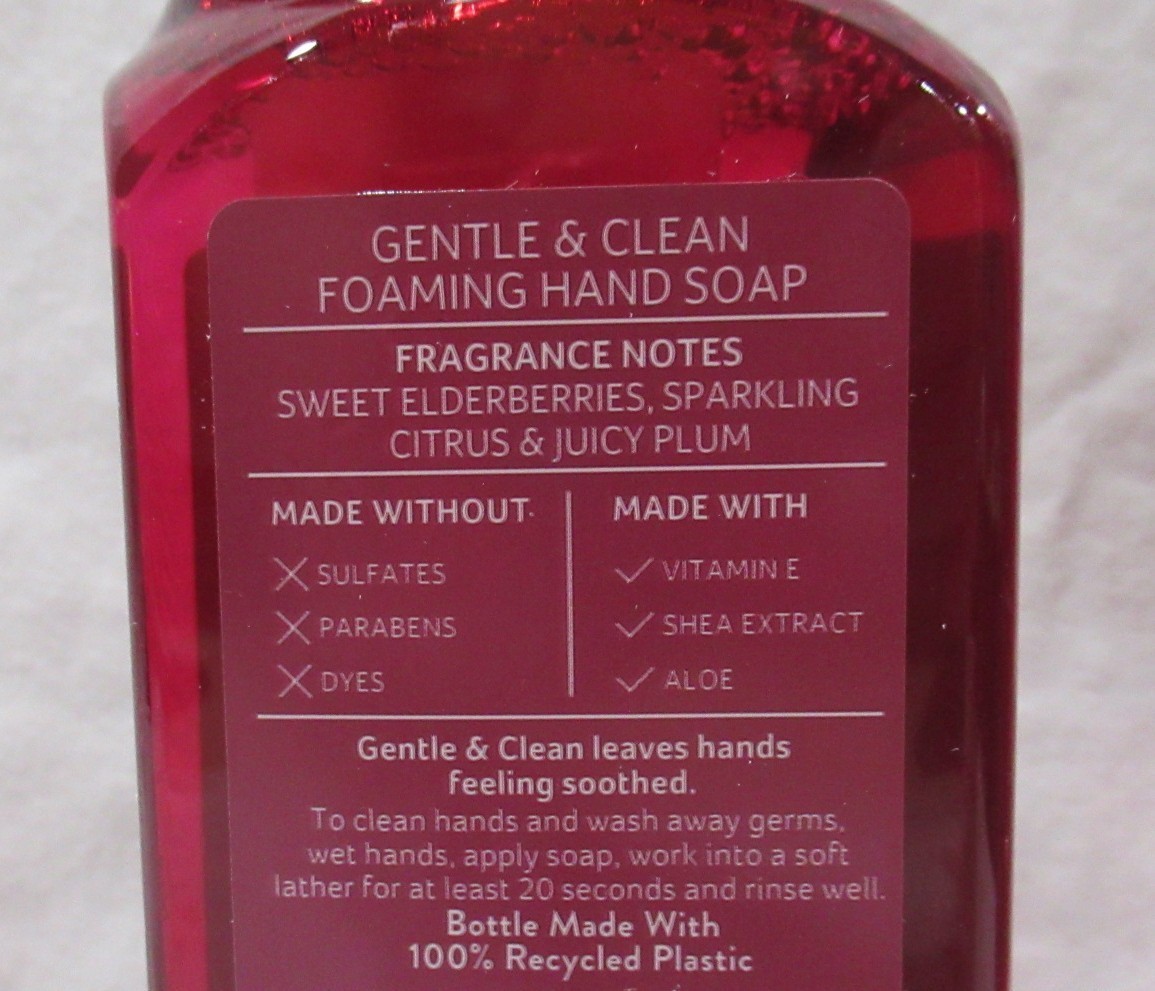 GENTLE & CLEAN
FOAMING HAND SOAP
FRAGRANCE NOTES
SWEET ELDERBERRIES, SPARKLING
CITRUS & JUICY PLUM
MADE WITHOUT
MADE WITH
SULFATES
VITAMIN E
PARABENS
SHEA EXTRACT
DYES
ALOE
Gentle & Clean leaves hands
feeling soothed.
To clean hands and wash away germs,
wet hands, apply soap, work into a soft
lather for at least 20 seconds and rinse well.
Bottle Made With
100% Recycled Plastic